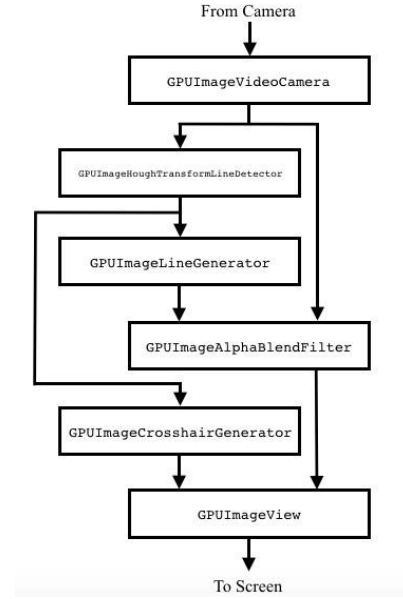 From Camera
GPUImageVideoCamera
GPUImageHoughTransformLineDetector
GPUImageLineGenerator
GPUImageAlphaBlendFilter
GPUImageCrosshairGenerator
GPUImageView
To Screen